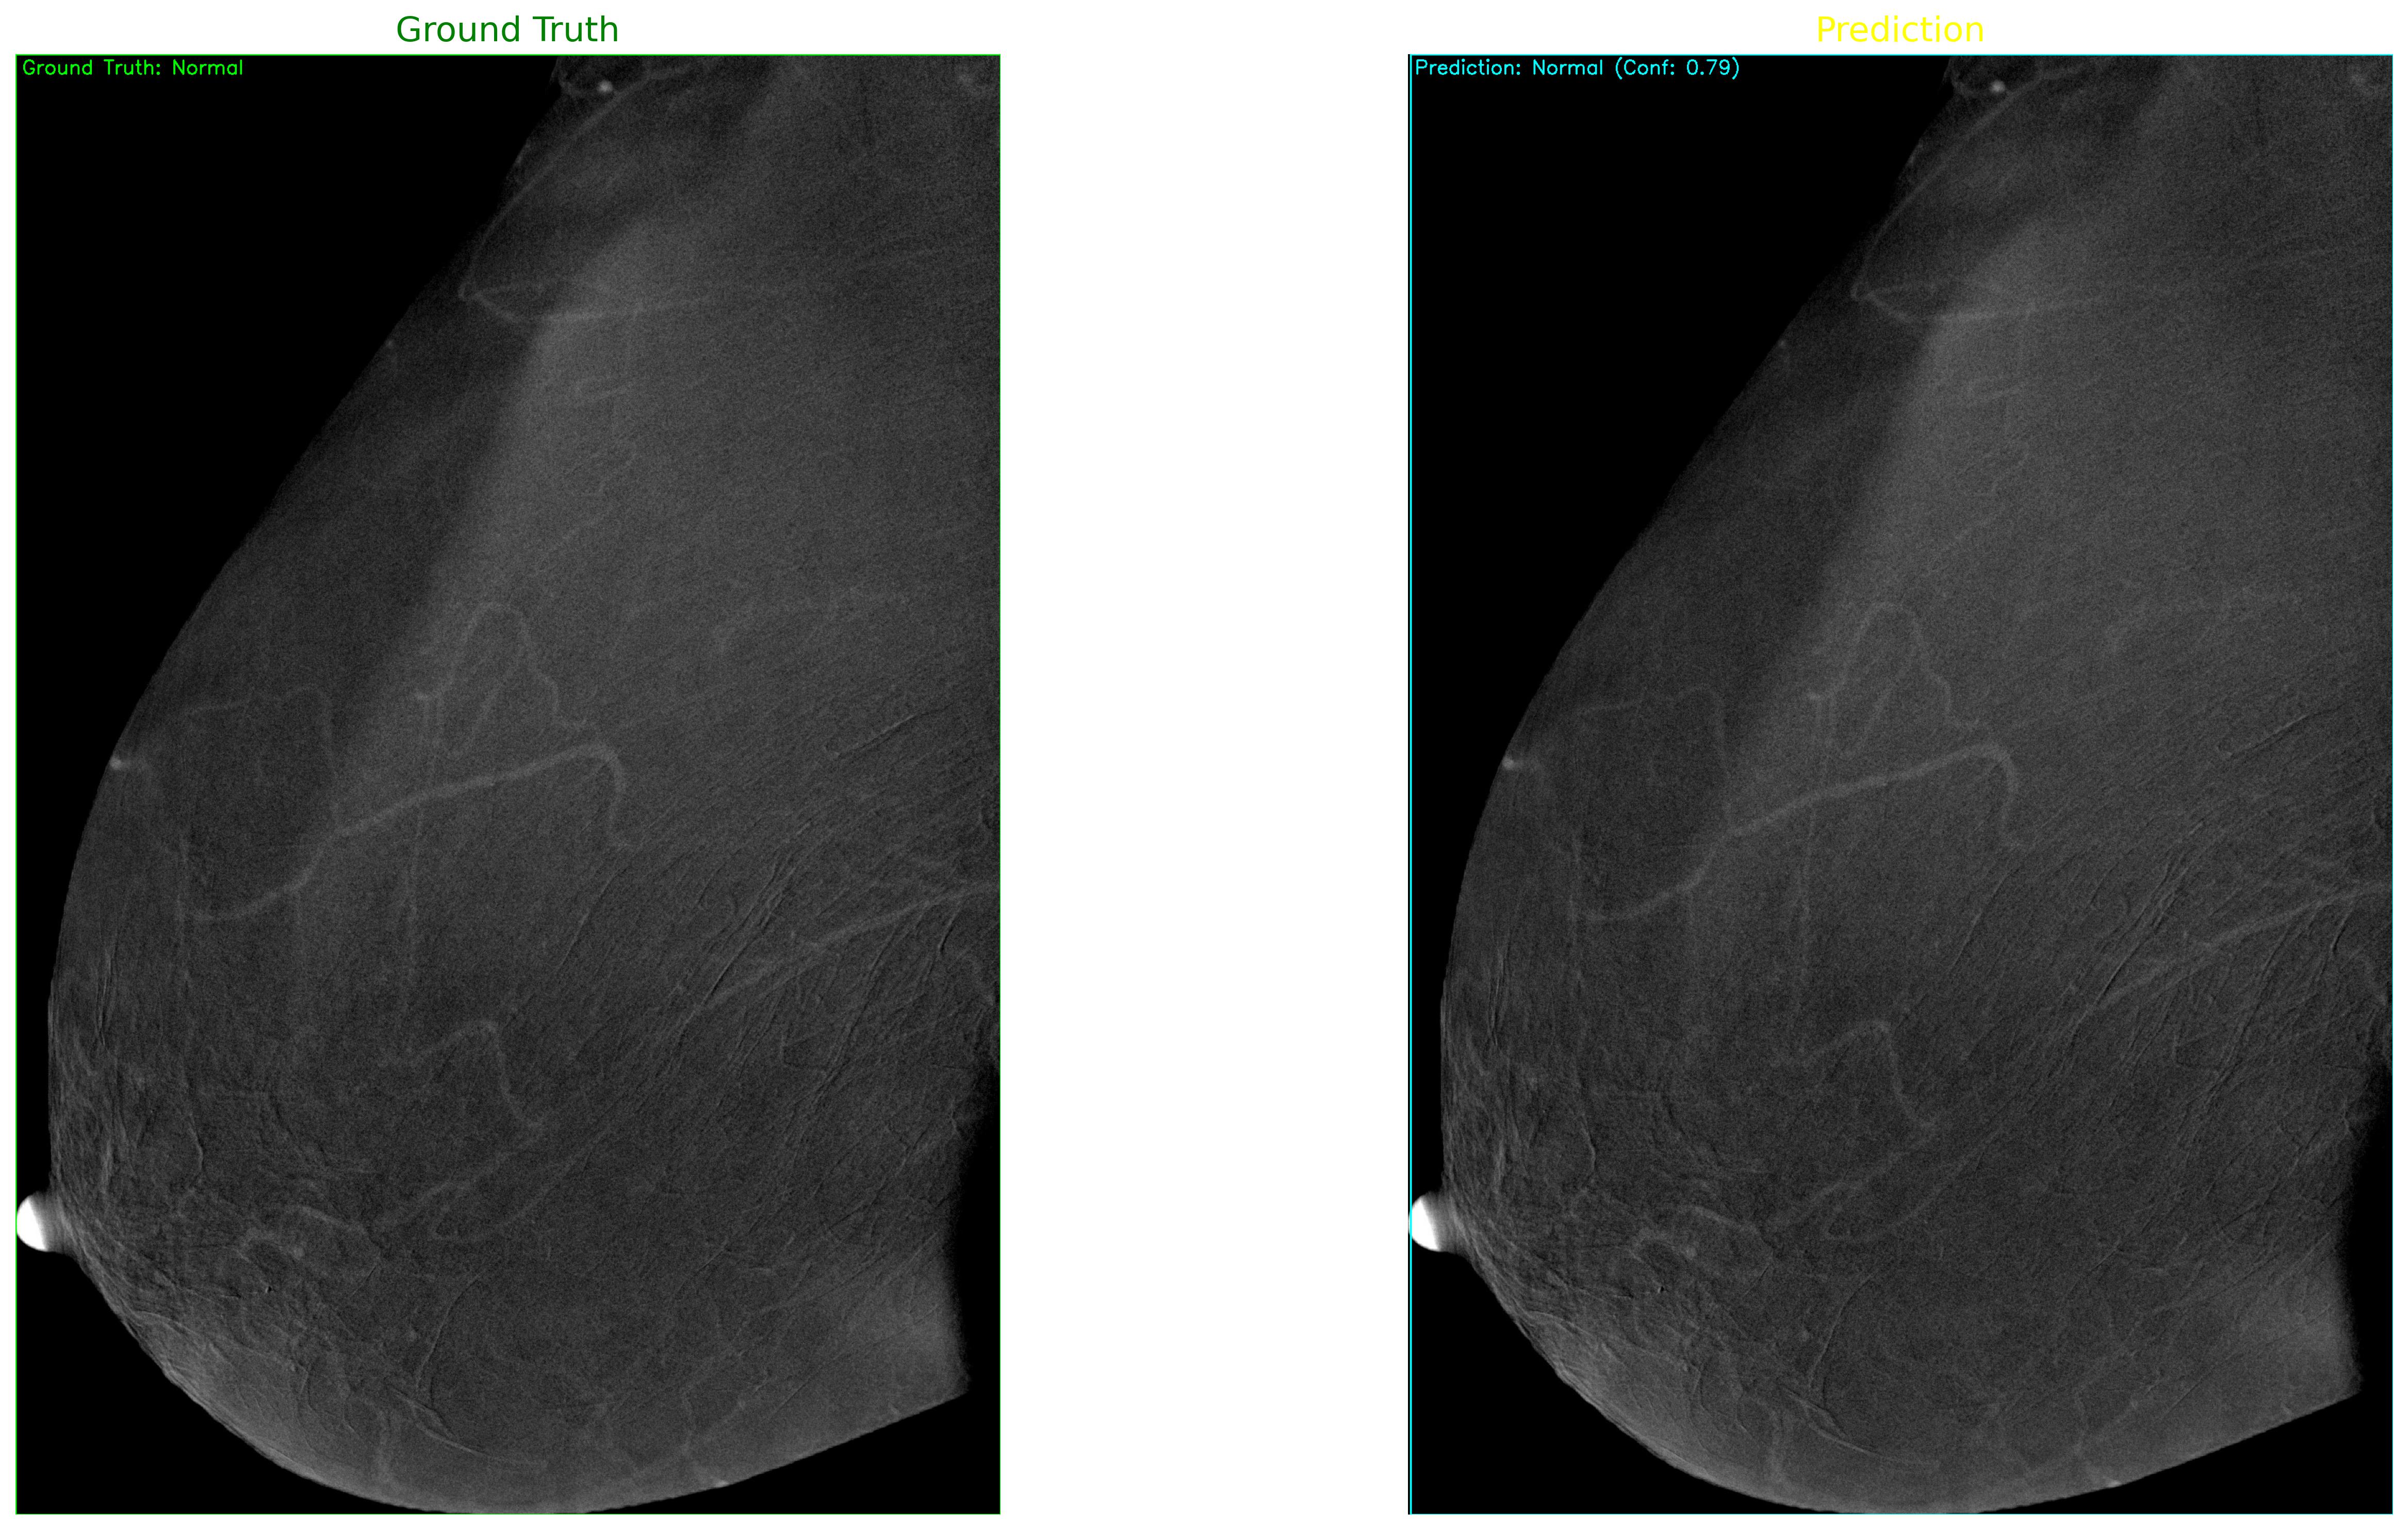 Ground Truth
Prediction
Ground Truth: Normal
Prediction: Normal (Conf: 0.79)